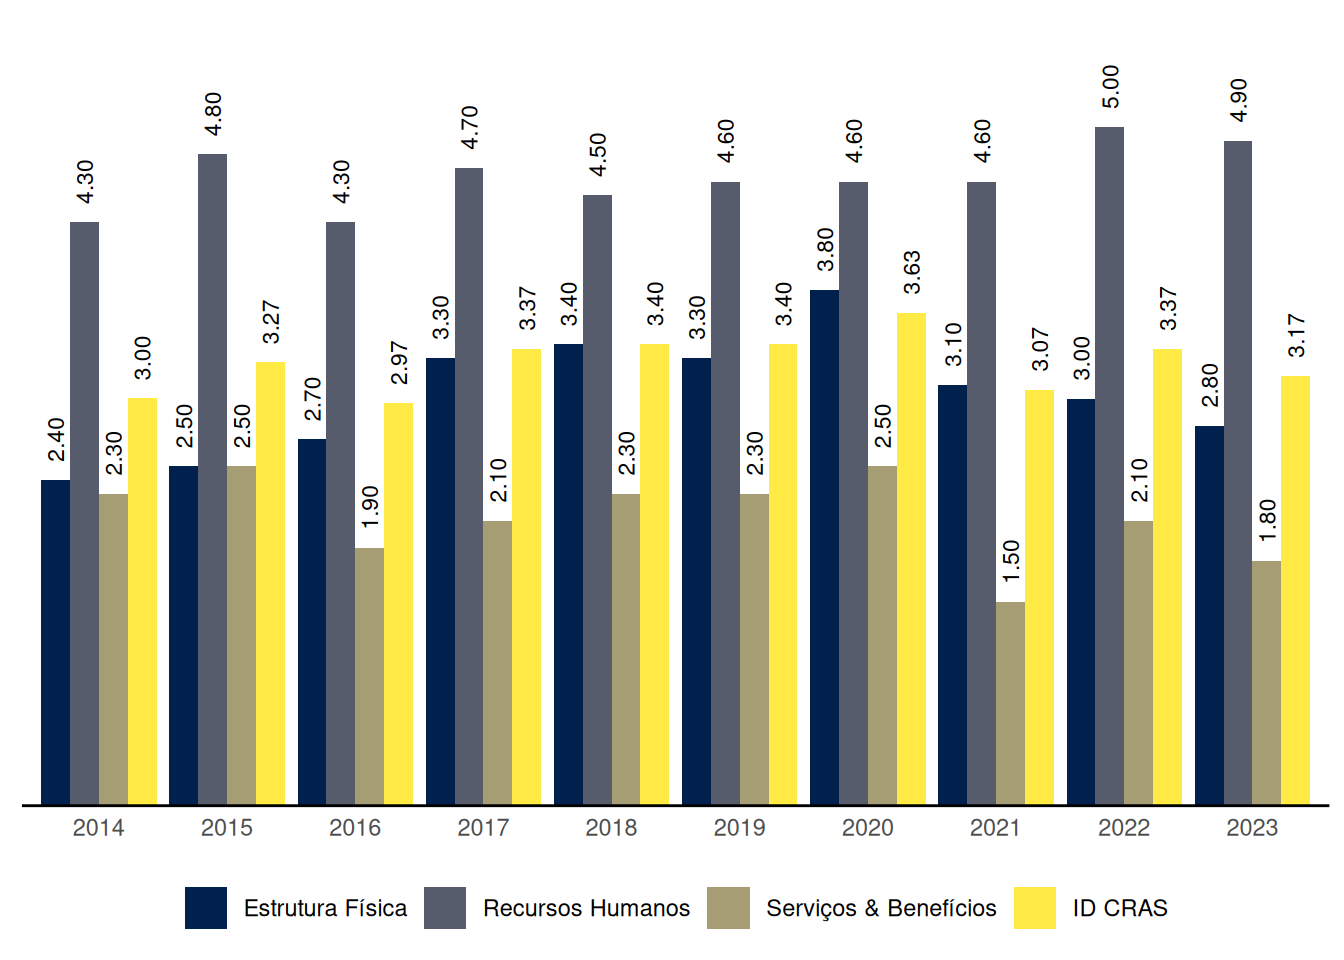 2.40 4.30 2.30 3.00
2.50 4.80 2.50 3.27
2.70 4.30 1.90 2.97
3.30 4.70 2.10 3.37
3.40 4.50 2.30 3.40
3.30 4.60 2.30 3.40
3.80 4.60 2.50 3.63
3.10 4.60 1.50 3.07
3.00 5.00 2.10 3.37
2.80 4.90 1.80 3.17
2014 2015 2016 2017 2018 2019 2020 2021 2022 2023
Estrutura Física Recursos Humanos Serviços & Benefícios ID CRAS